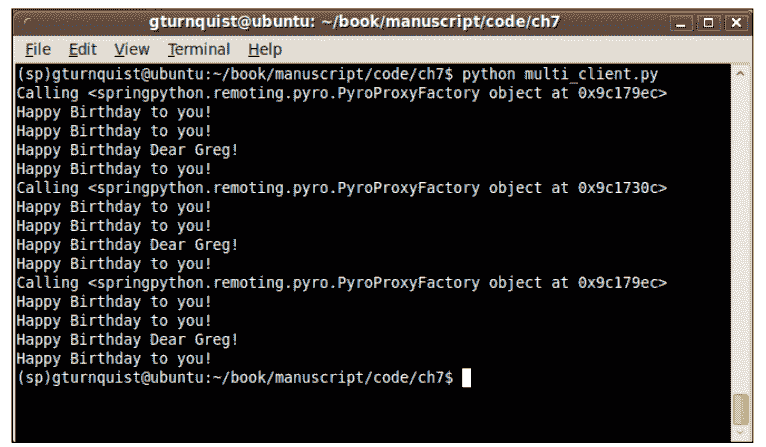 gturnquist@ubuntu: ~/book/manuscript/code/ch7
File Edit View Terminal Help
(sp)gturnquist@ubuntu:~/book/manuscript/code/ch7$ python multi_client.py
Calling <springpython.remoting.pyro.PyroProxyFactory object at 0x9c179ec>
Happy Birthday to you!
Happy Birthday to you!
Happy Birthday Dear Greg!
Happy Birthday to you!
Calling <springpython.remoting.pyro.PyroProxyFactory object at 0x9c1730c>
Happy Birthday to you!
Happy Birthday to you!
Happy Birthday Dear Greg!
Happy Birthday to you!
Calling <springpython.remoting.pyro.PyroProxyFactory object at 0x9c179ec>
Happy Birthday to you!
Happy Birthday to you!
Happy Birthday Dear Greg!
Happy Birthday to you!
(sp)gturnquist@ubuntu:~/book/manuscript/code/ch7$